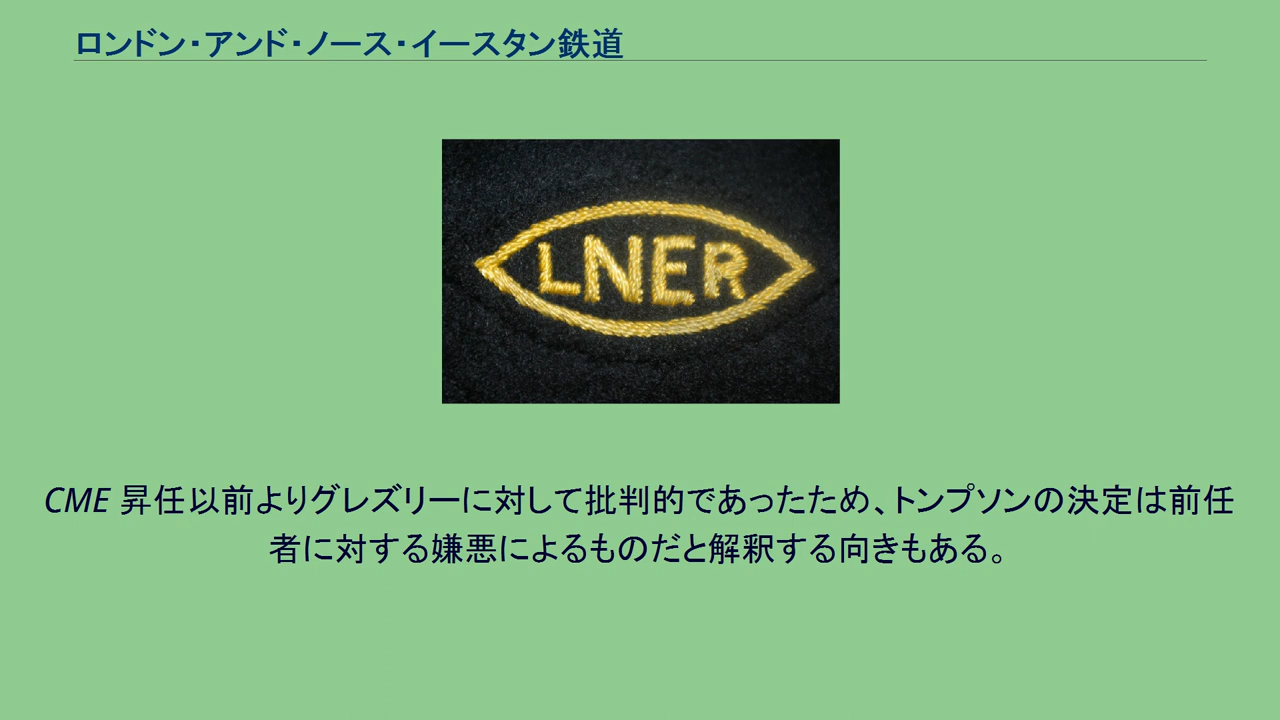 ロンドン・アンド・ノース・イースタン鉄道
LNER
CME 昇任以前よりグレズリーに対して批判的であったため、トンプソンの決定は前任
者に対する嫌悪によるものだと解釈する向きもある。